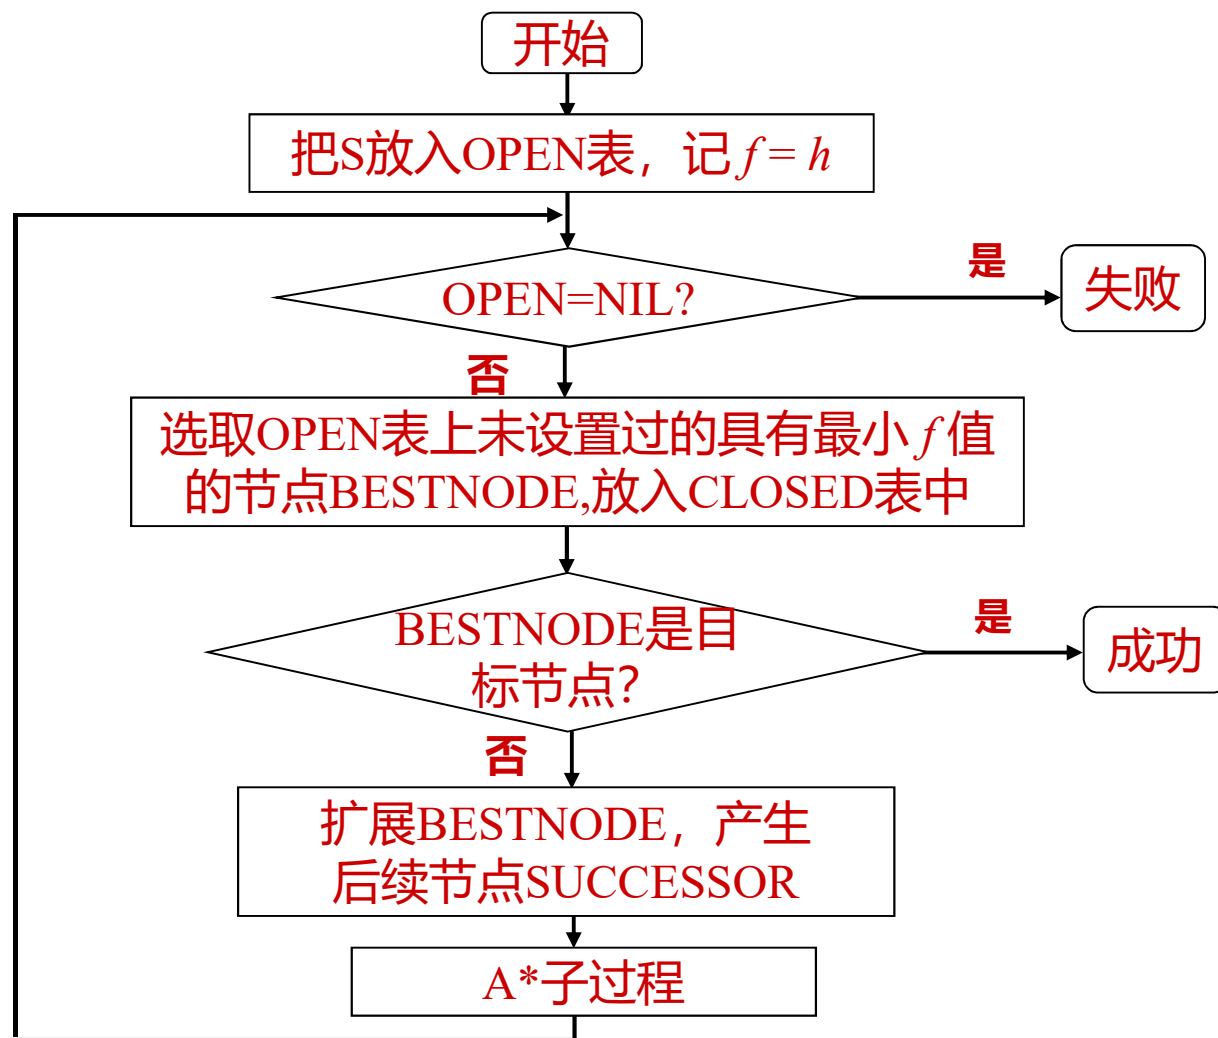 开始
把S放入OPEN表，记 f = h
OPEN=NIL?
是
失败
否
选取OPEN表上未设置过的具有最小 f 值
的节点BESTNODE,放入CLOSED表中
BESTNODE是目
标节点？
是
成功
否
扩展BESTNODE，产生
后续节点SUCCESSOR
A*子过程